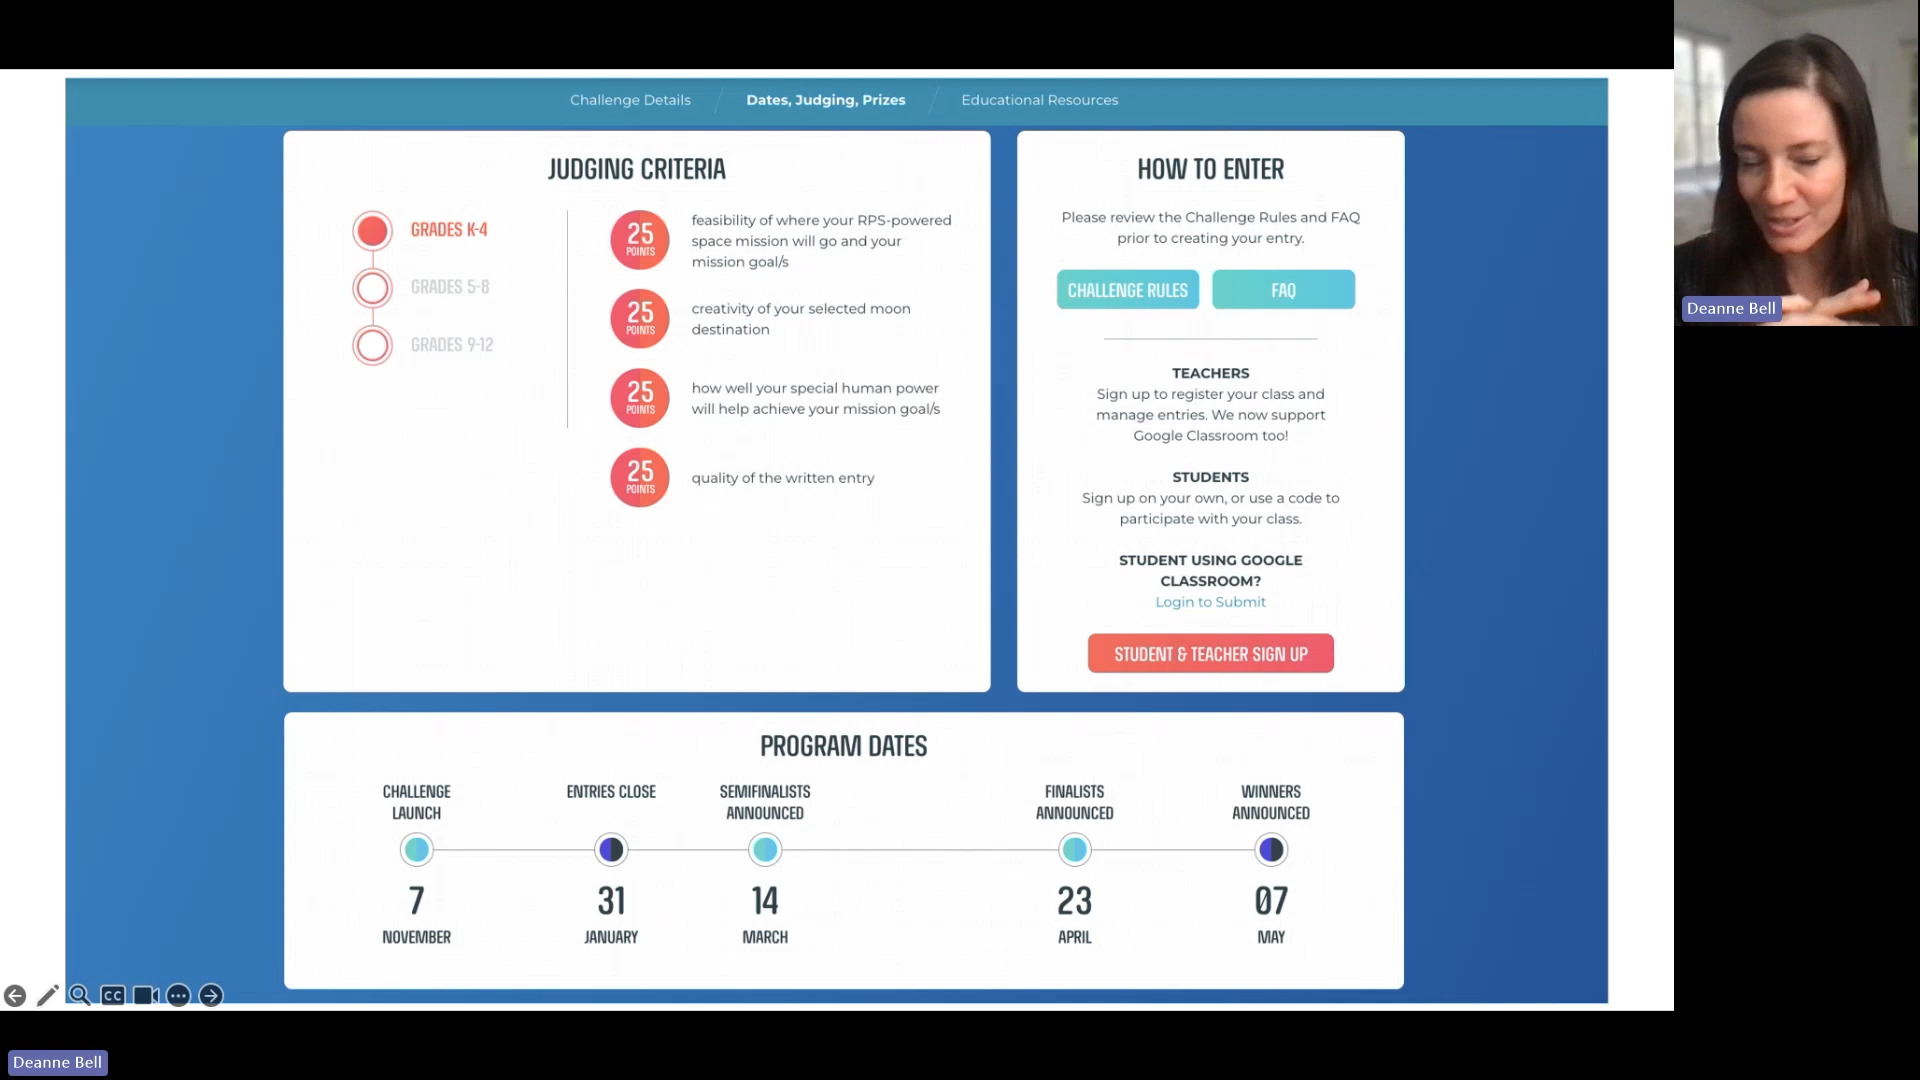 Challenge Details
Dates, Judging, Prizes
Educational Resources
JUDGING CRITERIA
GRADES K-4
GRADES 5-8
GRADES 9-12
25
POINTS
feasibility of where your RPS-powered
space mission will go and your
mission goal/s
25
POINTS
creativity of your selected moon
destination
25
POINTS
how well your special human power
will help achieve your mission goal/s
25
POINTS
quality of the written entry
HOW TO ENTER
Please review the Challenge Rules and FAQ
prior to creating your entry.
CHALLENGE RULES
FAQ
TEACHERS
Sign up to register your class and
manage entries. We now support
Google Classroom too!
STUDENTS
Sign up on your own, or use a code to
participate with your class.
STUDENT USING GOOGLE
CLASSROOM?
Login to Submit
STUDENT & TEACHER SIGN UP
PROGRAM DATES
CHALLENGE
LAUNCH
7
NOVEMBER
ENTRIES CLOSE
31
JANUARY
SEMIFINALISTS
ANNOUNCED
14
MARCH
FINALISTS
ANNOUNCED
23
APRIL
WINNERS
ANNOUNCED
07
MAY
CC
Deanne Bell
Deanne Bell